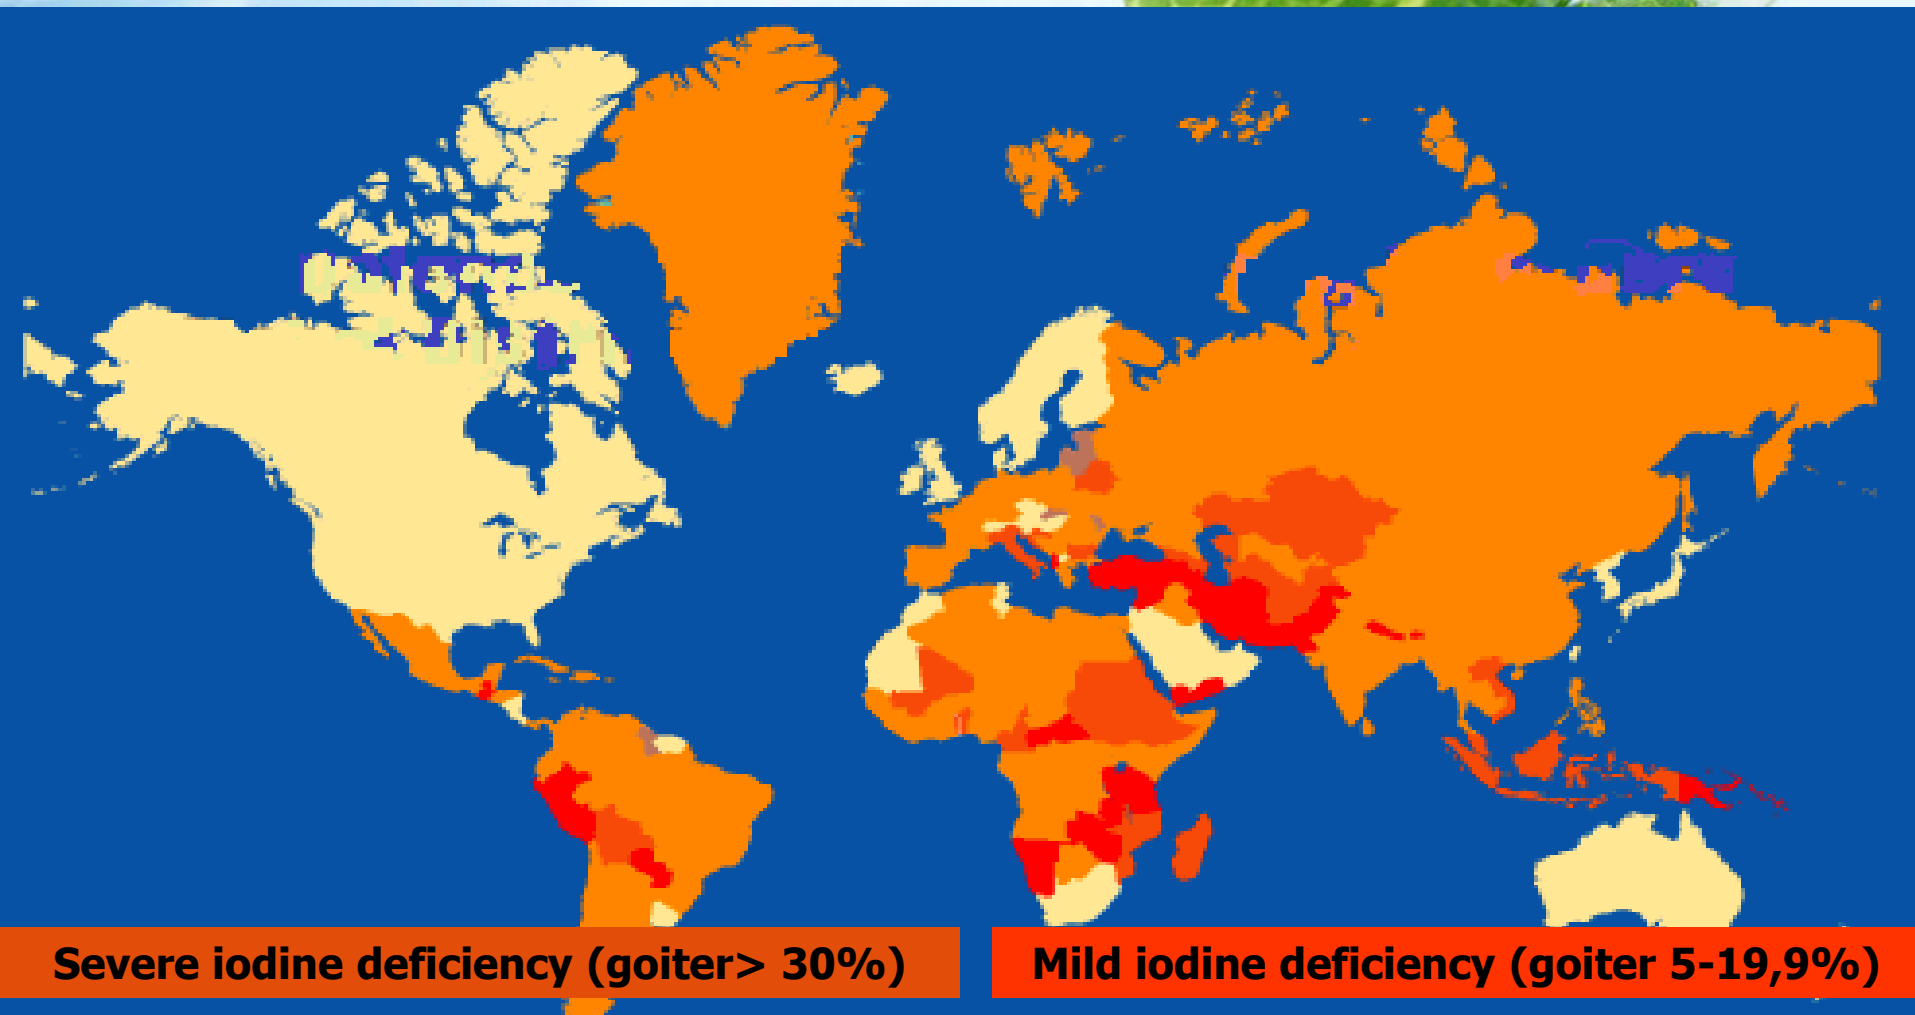 Severe iodine deficiency (goiter> 30%)
Mild iodine deficiency (goiter 5-19,9%)